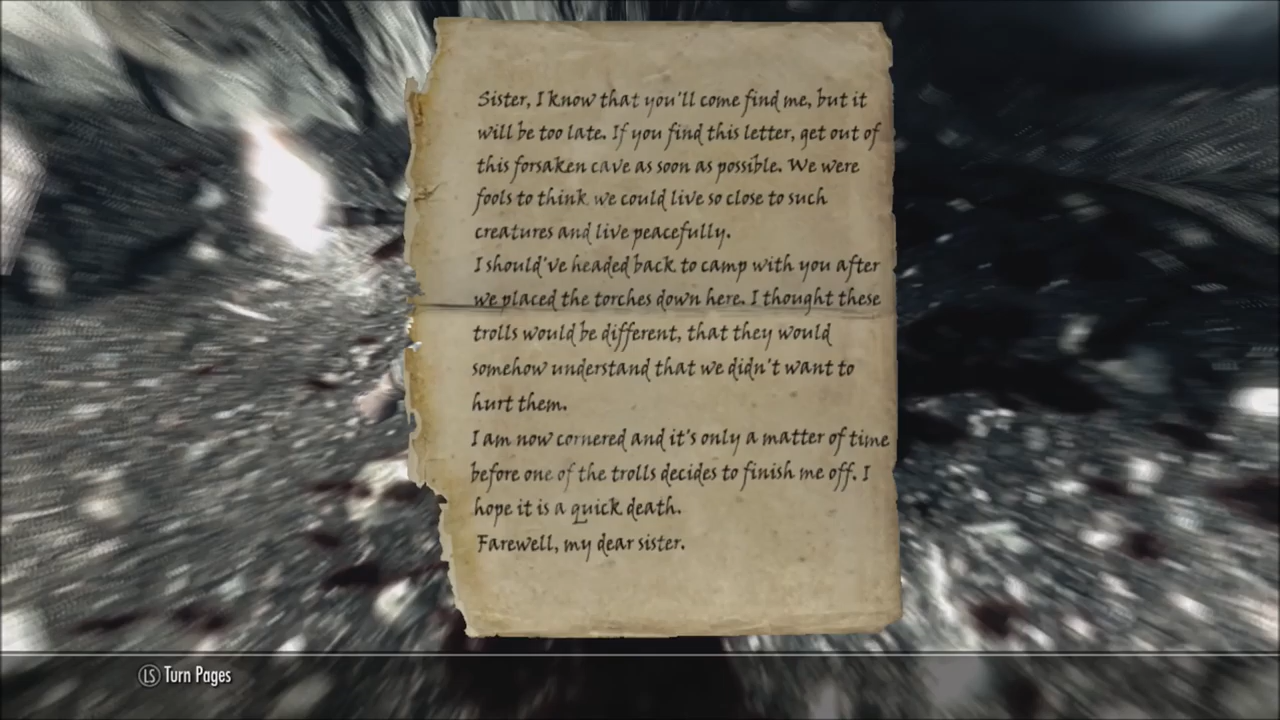 Sister, I know that you'll come find me, but it
will be too late. If you find this letter, get out of
this forsaken cave as soon as possible. We were
fools to think we could live so close to such
creatures and live peacefully.
I should've headed back to camp with you after
we placed the torches down here. I thought these
trolls would be different, that they would
somehow understand that we didn't want to
hurt them.
I am now cornered and it's only a matter of time
before one of the trolls decides to finish me off. I
hope it is a quick death.
Farewell, my dear sister.
LS Turn Pages